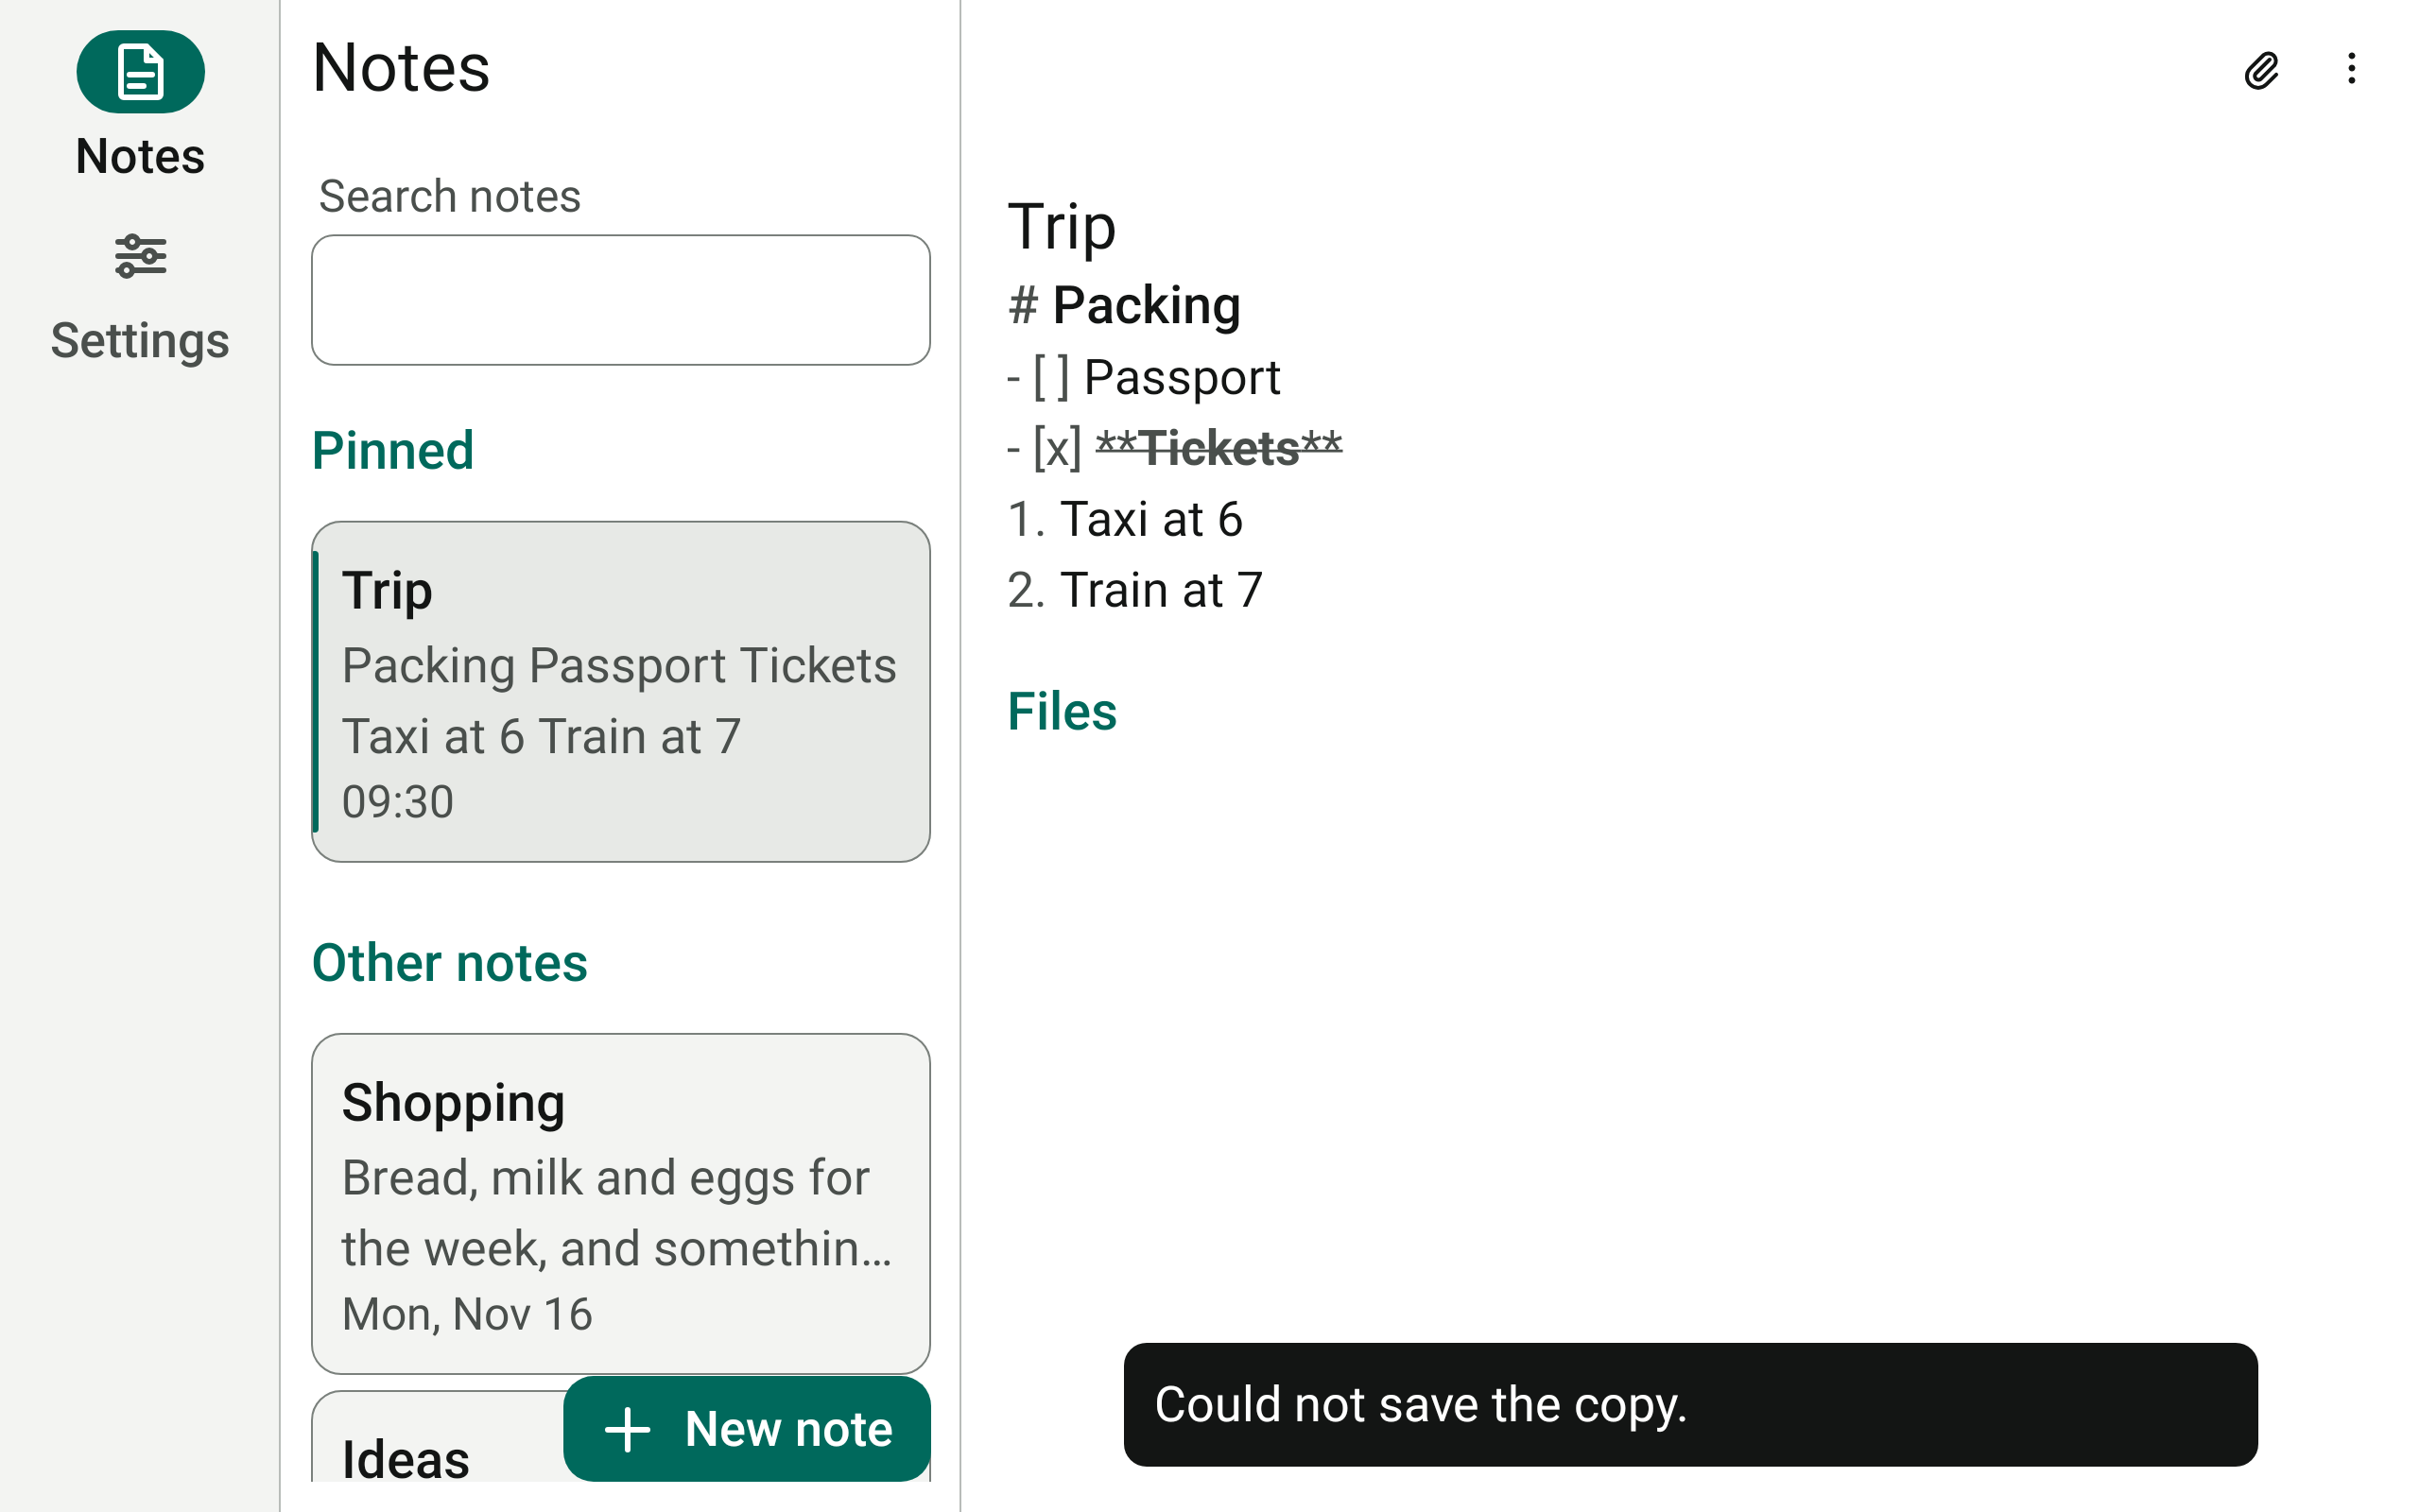 Notes
Settings
Notes
Search notes
Pinned
Trip
Packing Passport Tickets
Taxi at 6 Train at 7
09:30
Other notes
Shopping
Bread, milk and eggs for
the week, and somethin…
Mon, Nov 16
Ideas
New note
Trip
# Packing
- [ ] Passport
- [x] **Tickets**
1. Taxi at 6
2. Train at 7
Files
Could not save the copy.